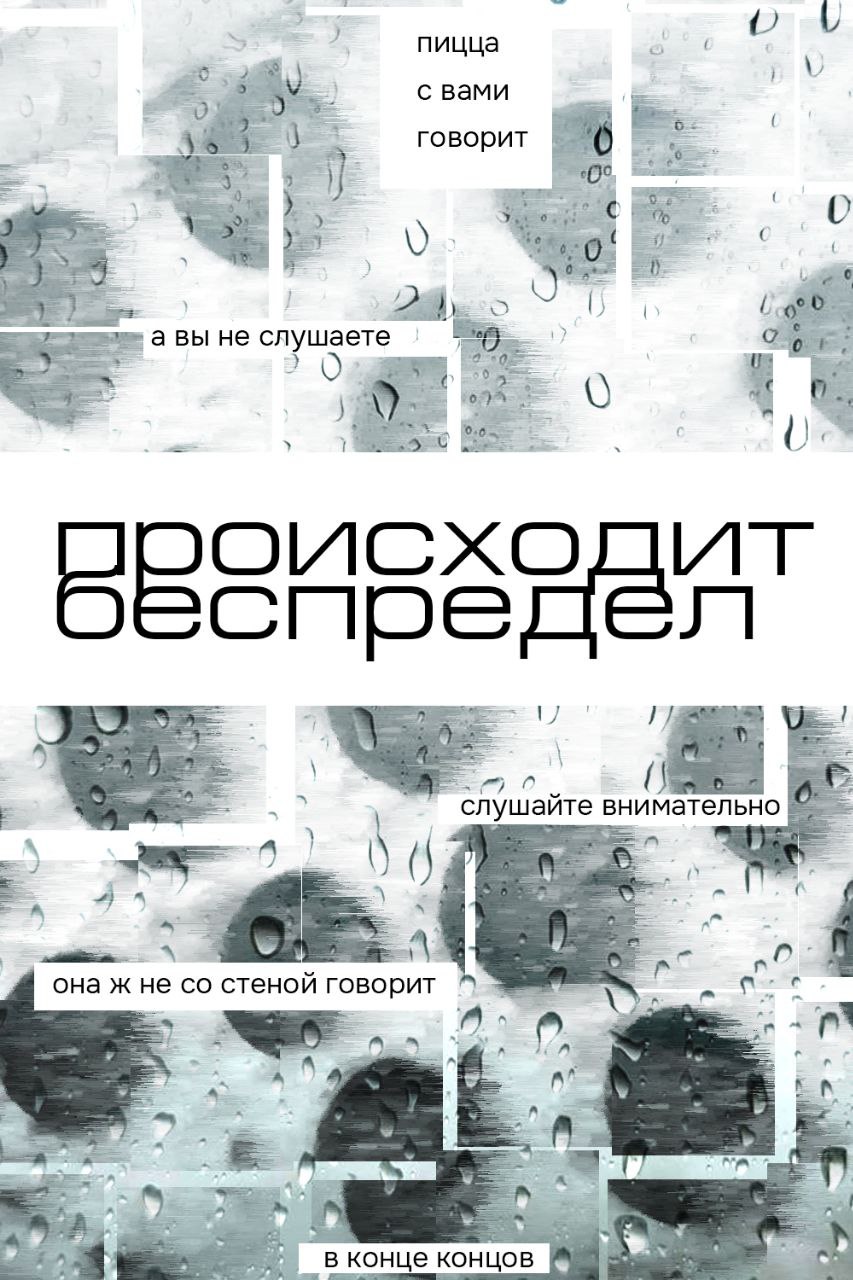 пицца
с вами
говорит
а вы не слушаете
происходит
беспредел
слушайте внимательно
она ж не со стеной говорит
в конце концов